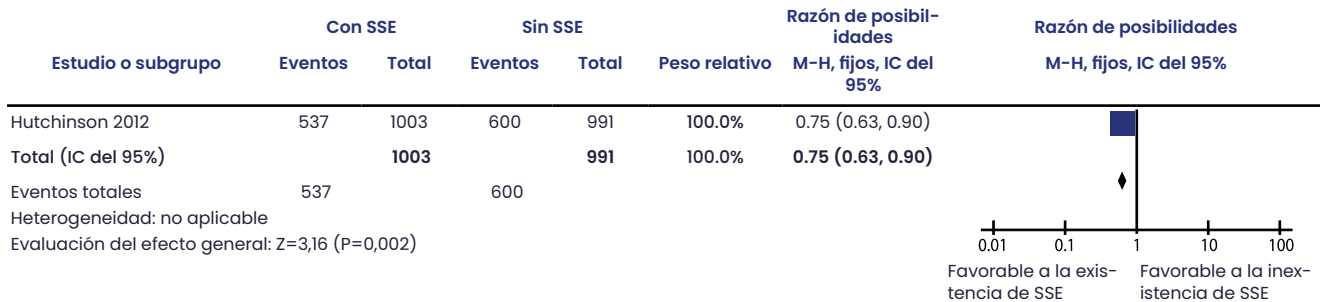 Con SSE Sin SSE Razón de posibil-
idades Razón de posibilidades
Estudio o subgrupo Eventos Total Eventos Total Peso relativo M-H, fijos, IC del
95% M-H, fijos, IC del 95%
Hutchinson 2012 537 1003 600 991 100.0% 0.75 (0.63, 0.90)
Total (IC del 95%) 1003 991 100.0% 0.75 (0.63, 0.90)
Eventos totales 537 600
Heterogeneidad: no aplicable
Evaluación del efecto general: Z=3,16 (P=0,002)
0.01 0.1 1 10 100
Favorable a la exis-
tencia de SSE
Favorable a la inex-
istencia de SSE